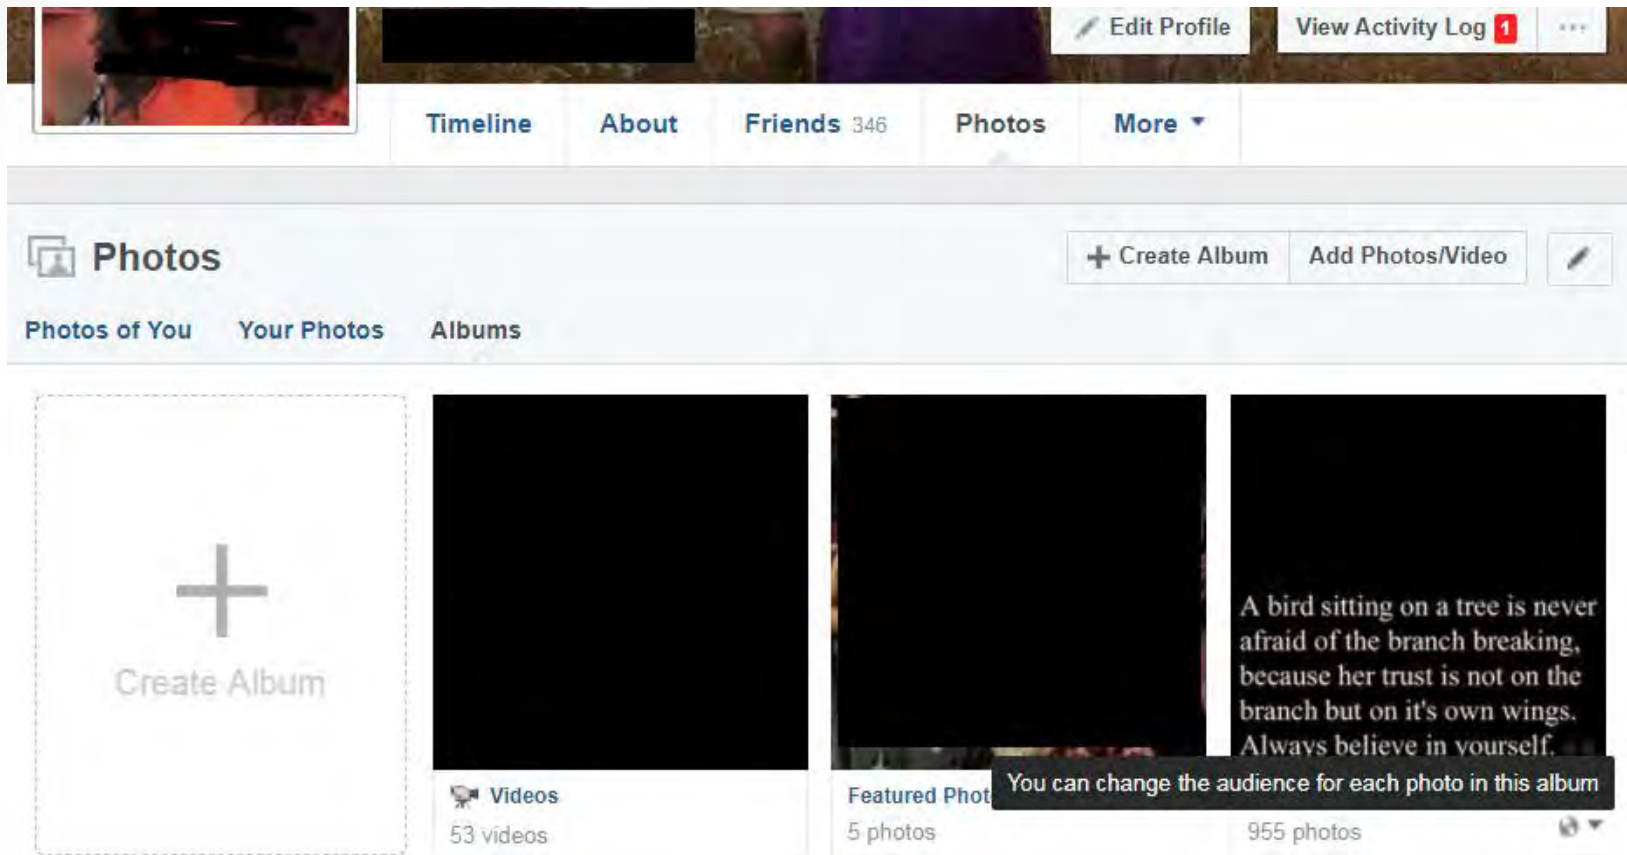 Edit Profile
View Activity Log 1 ...
Timeline
About
Friends 346
Photos
More
Photos
Create Album
Add Photos/Video
Photos of You
Your Photos
Albums
Create Album
A bird sitting on a tree is never
afraid of the branch breaking,
because her trust is not on the
branch but on it's own wings.
Always believe in yourself.
Videos
53 videos
Featured
5 photos
You can change the audience for each photo in this album
955 photos